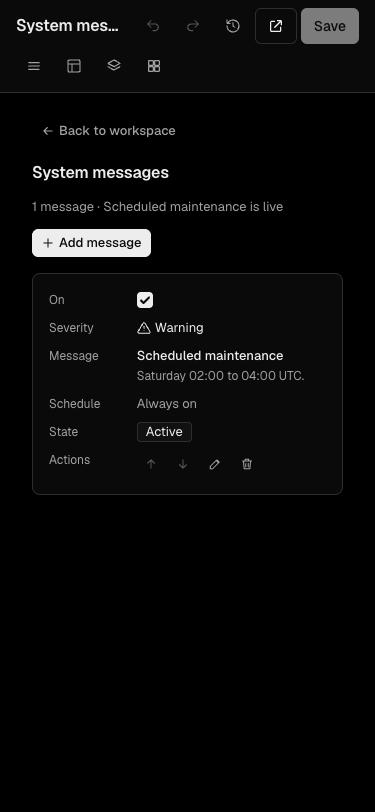 System mes...
Save
Back to workspace
System messages
1 message · Scheduled maintenance is live
Add message
On
Severity
Warning
Message
Scheduled maintenance
Saturday 02:00 to 04:00 UTC.
Schedule
Always on
State
Active
Actions